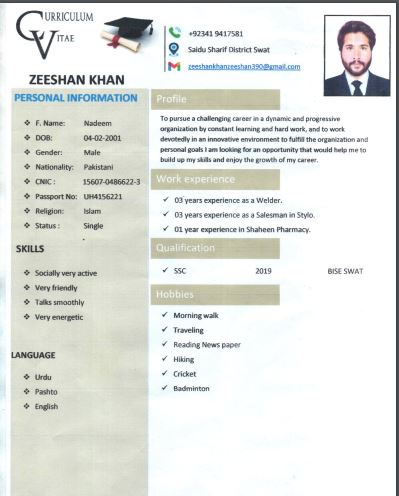 CURRICULUM
VITAE
+92341 9417581
Saidu Sharif District Swat
zeeshankhanzeeshan390@gmail.com
ZEESHAN KHAN
PERSONAL INFORMATION
F. Name: Nadeem
DOB: 04-02-2001
Gender: Male
Nationality: Pakistani
CNIC : 15607-0486622-3
Passport No: UH4156221
Religion: Islam
Status : Single
SKILLS
Socially very active
Very friendly
Talks smoothly
Very energetic
LANGUAGE
Urdu
Pashto
English
Profile
To pursue a challenging career in a dynamic and progressive
organization by constant learning and hard work, and to work
devotedly in an innovative environment to fulfill the organization and
personal goals I am looking for an opportunity that would help me to
build up my skills and enjoy the growth of my career.
Work experience
03 years experience as a Welder.
03 years experience as a Salesman in Stylo.
01 year experience in Shaheen Pharmacy.
Qualification
SSC 2019 BISE SWAT
Hobbies
Morning walk
Traveling
Reading News paper
Hiking
Cricket
Badminton